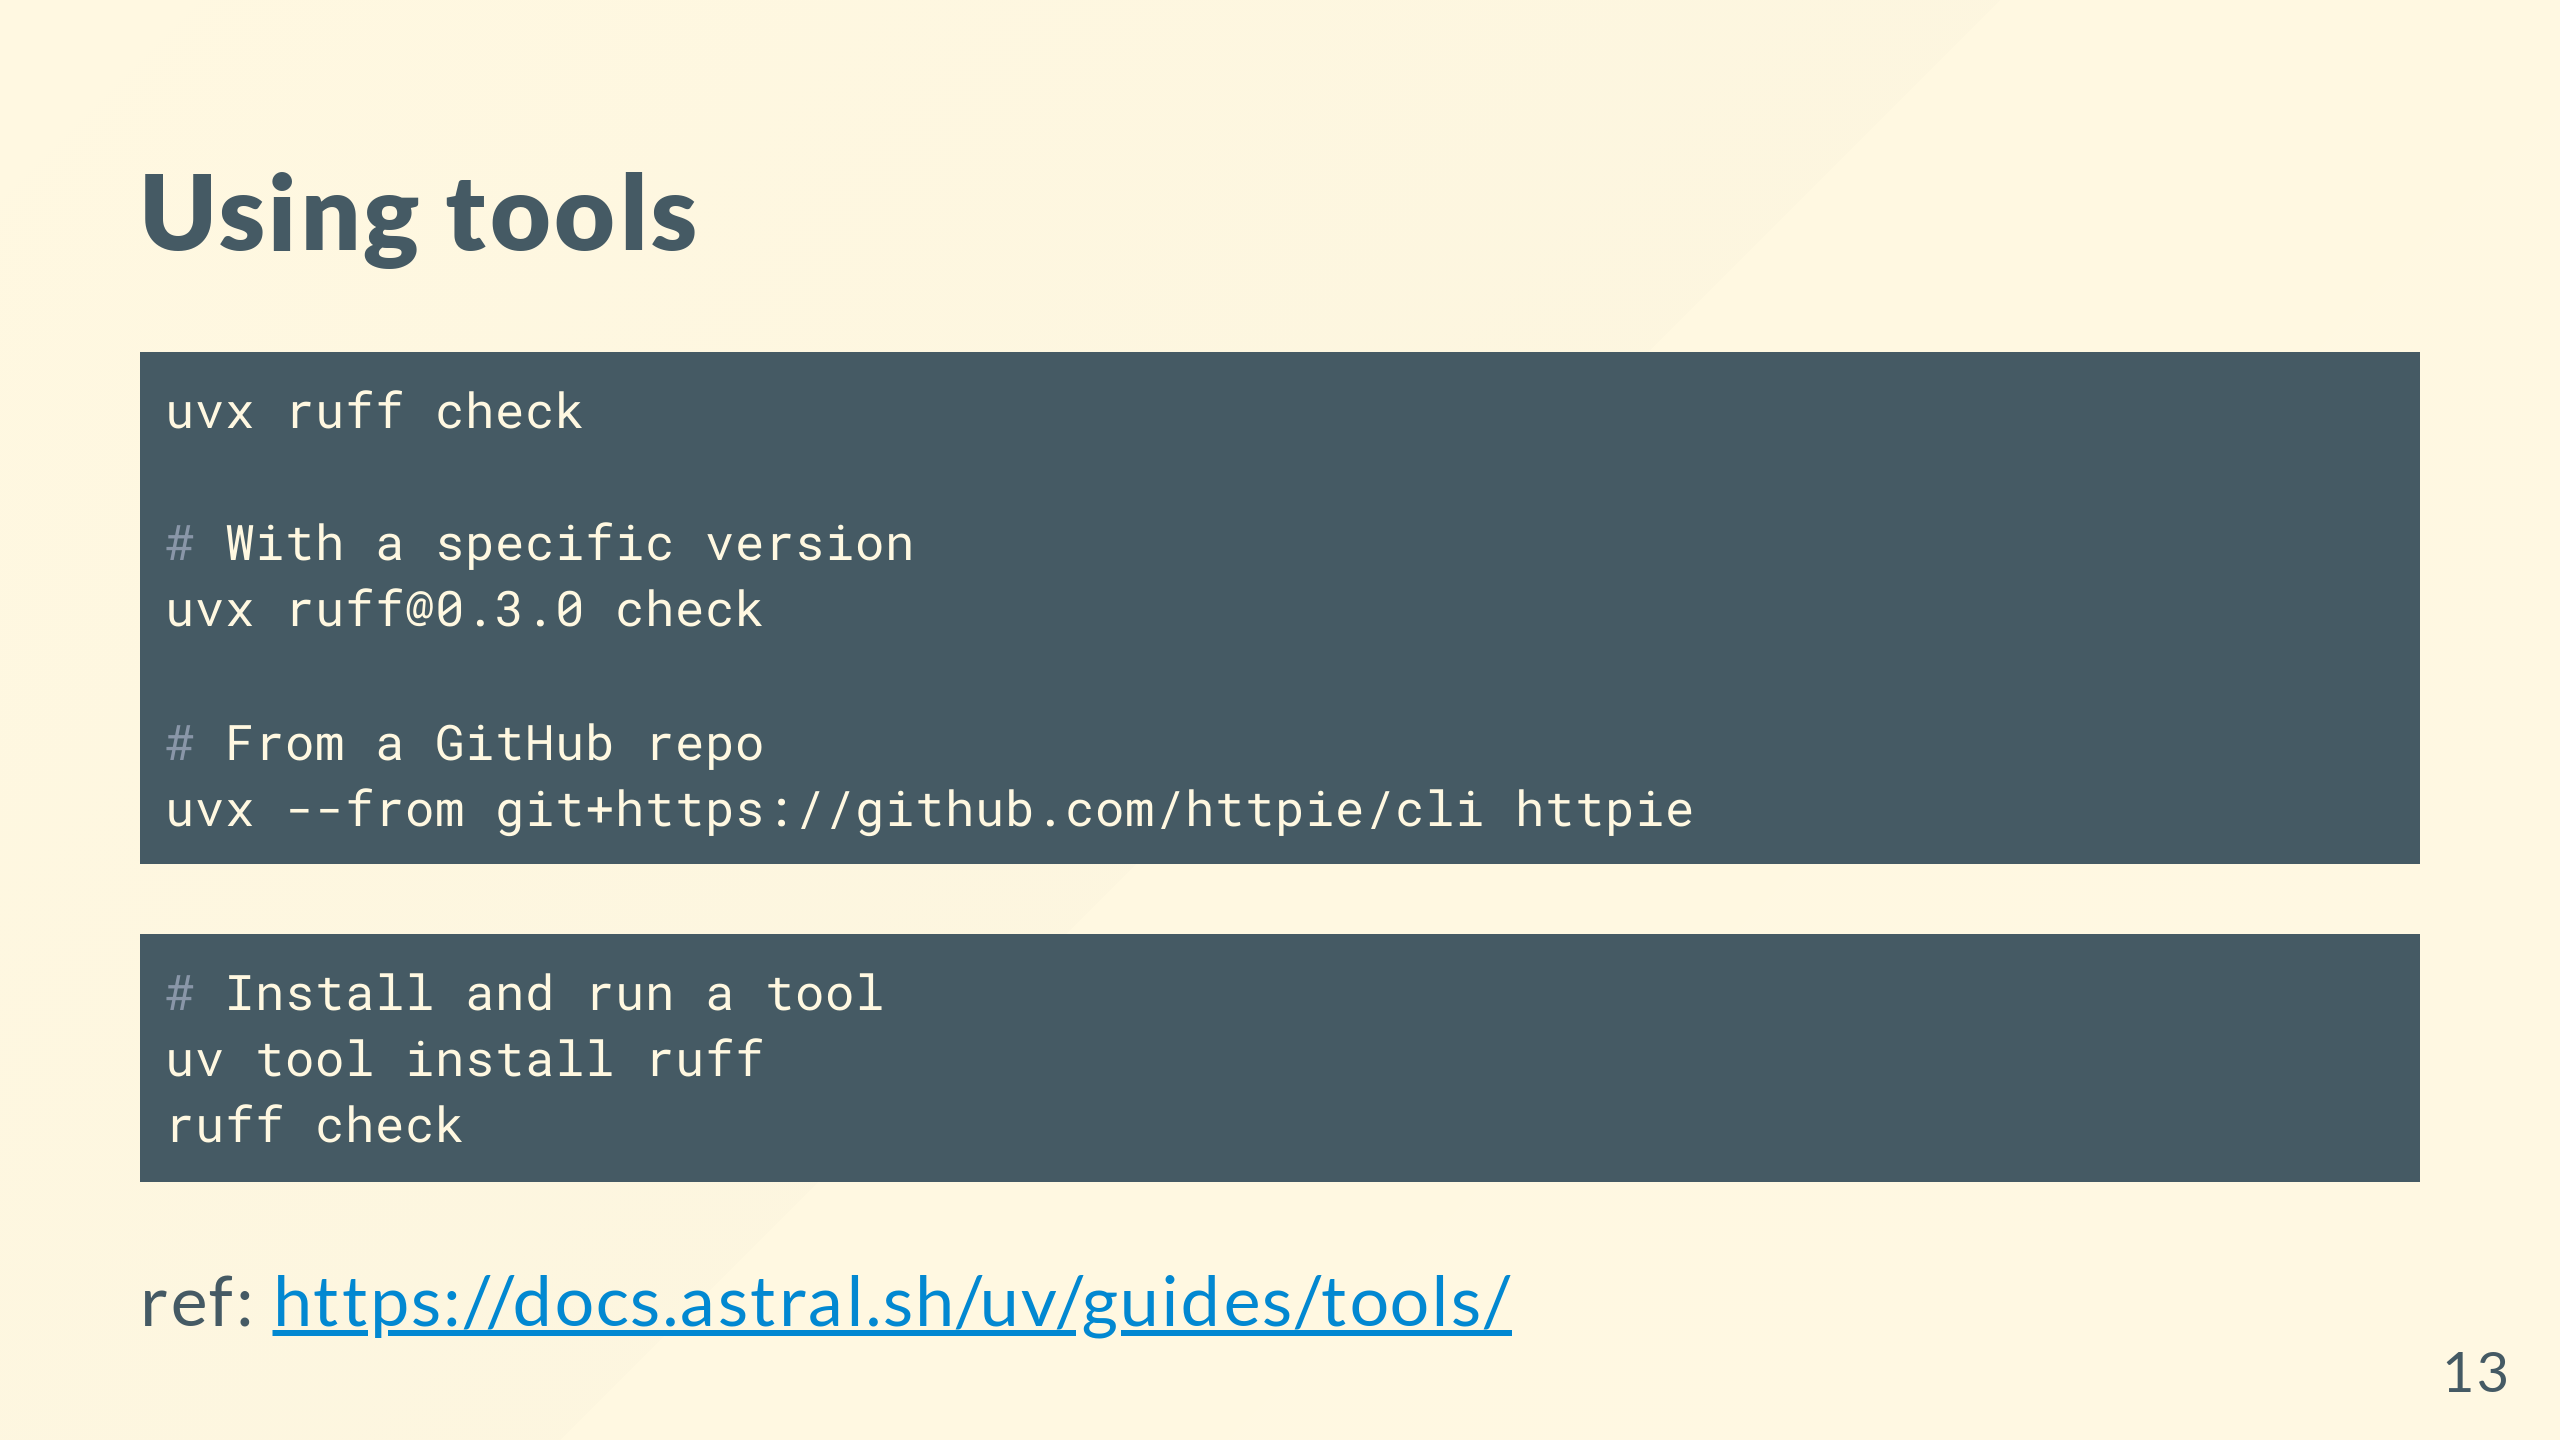 Using tools
uvx ruff check
# With a specific version
uvx ruff@0.3.0 check
# From a GitHub repo
uvx --from git+https://github.com/httpie/cli httpie
# Install and run a tool
uv tool install ruff
ruff check
ref: https://docs.astral.sh/uv/guides/tools/
13